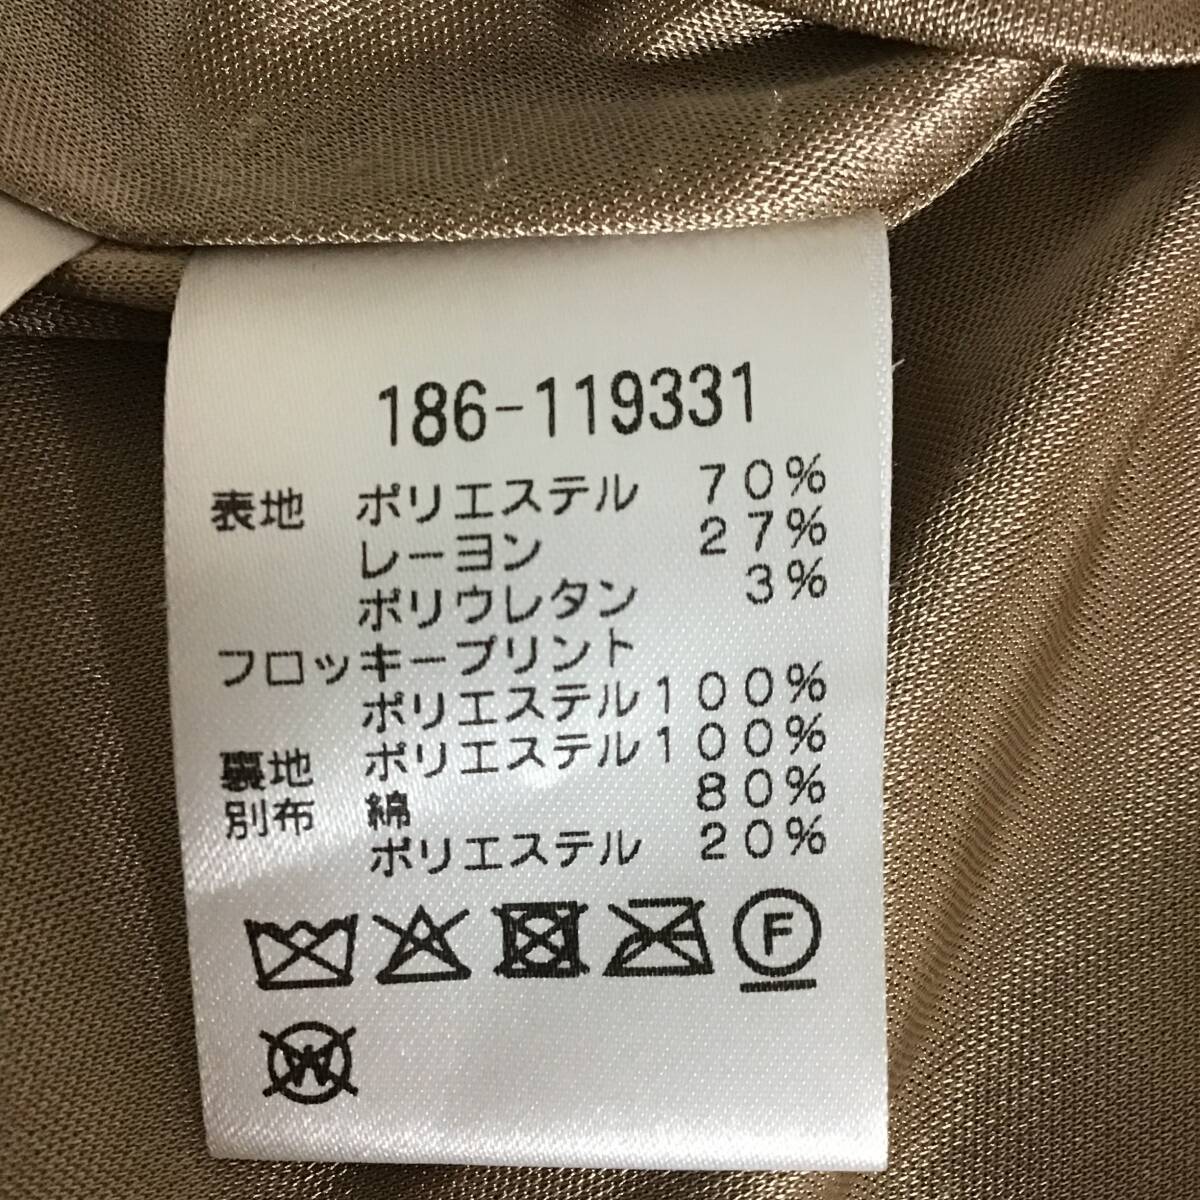 186-119331
表地 ポリエステル 70%
レーヨン 27%
ポリウレタン 3%
フロッキープリント
ポリエステル100%
裏地 ポリエステル100%
別布 綿 80%
ポリエステル 20%
F
W